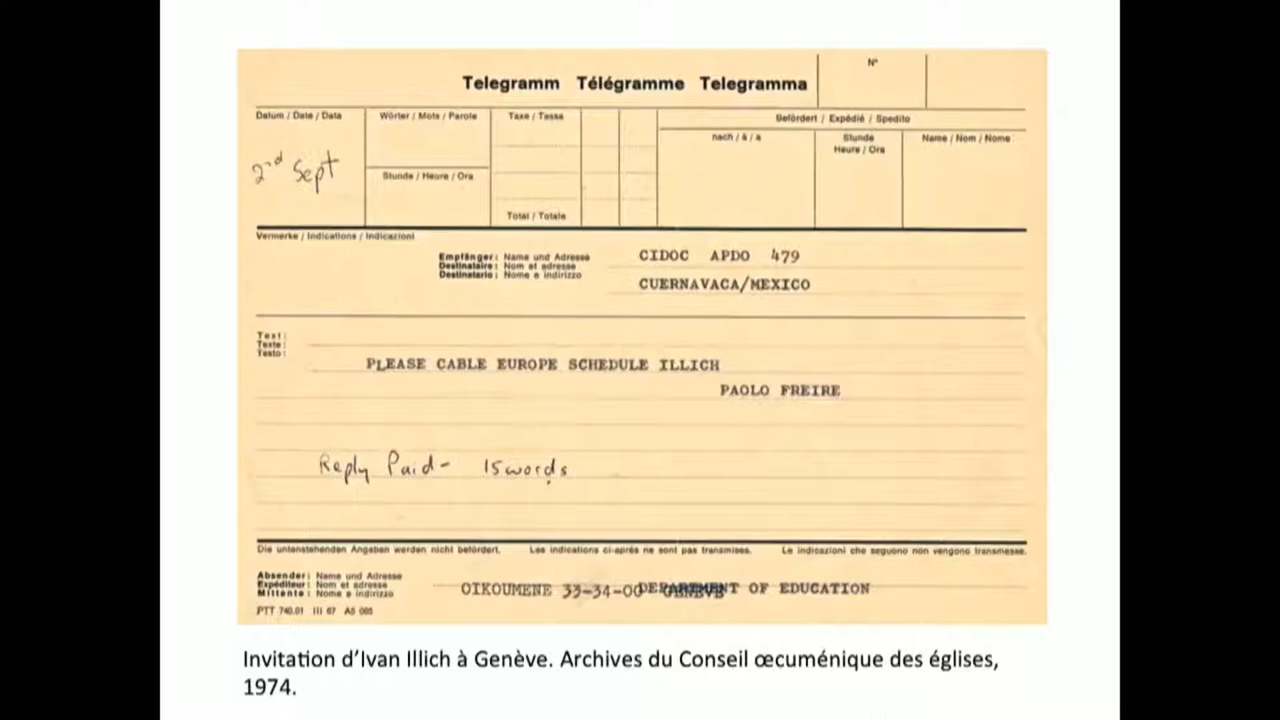 Telegramm Télégramme Telegramma
N°
Datum / Date / Data
Wörter / Mots / Parole
Taxe / Tassa
Befördert / Expédié / Spedito
nach / à / a
Stunde
Heure / Ora
Name / Nom / Nome
2nd Sept
Stunde / Heure / Ora
Total / Totale
Vermerke / Indications / Indicazioni
Empfänger: Name und Adresse
Destinataire: Nom et adresse
Destinatario: Nome e indirizzo
CIDOC APDO 479
CUERNAVACA/MEXICO
Text:
Texte:
Testo:
PLEASE CABLE EUROPE SCHEDULE ILLICH
PAOLO FREIRE
Reply Paid - 15 words
Die untenstehenden Angaben werden nicht befördert. Les indications ci-après ne sont pas transmises. Le indicazioni che seguono non vengono trasmesse.
Absender: Name und Adresse
Expéditeur: Nom et adresse
Mittente: Nome e indirizzo
OIKOUMENE 33-34-00 DEPARTMENT OF EDUCATION
GENEVE
PTT 740.01 III 67 A5 005
Invitation d’Ivan Illich à Genève. Archives du Conseil œcuménique des églises,
1974.